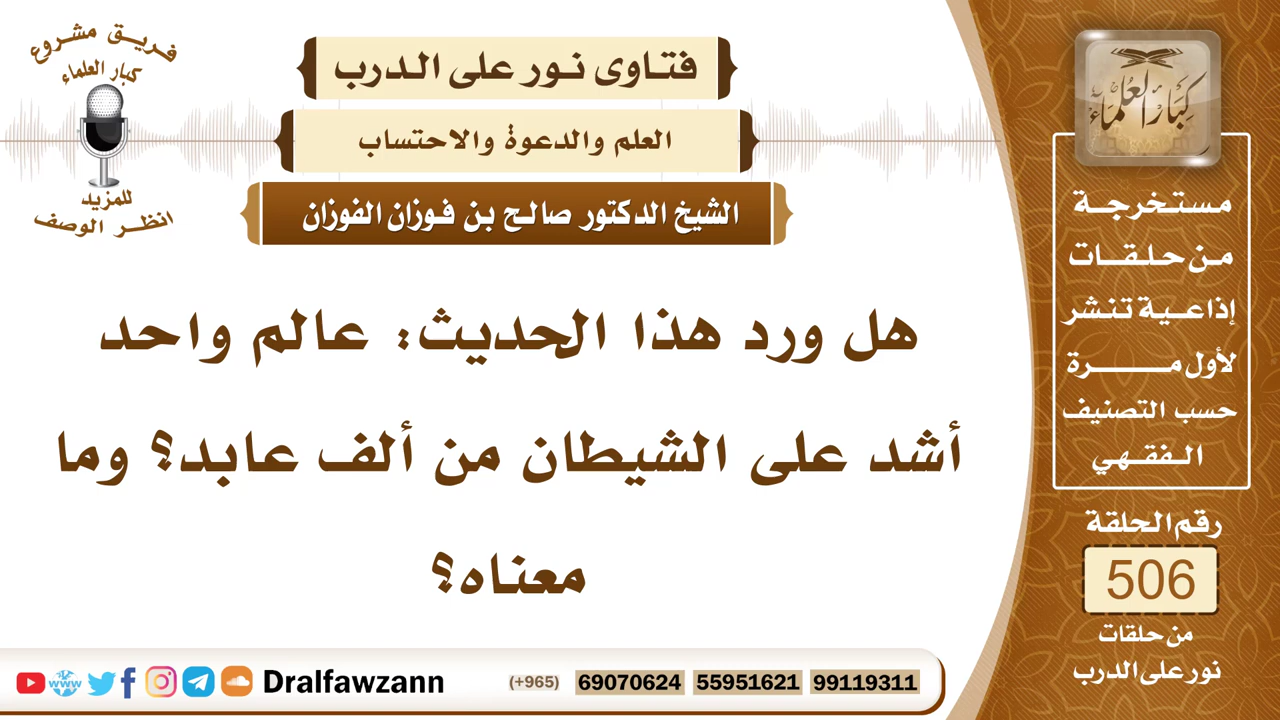 فريق مشروع
كبار العلماء
للمزيد
انظر الوصف
فتاوى نور على الدرب
العلم والدعوة والاحتساب
الشيخ الدكتور صالح بن فوزان الفوزان
هل ورد هذا الحديث: عالم واحد
أشد على الشيطان من ألف عابد؟ وما
معناه؟
كبار العلماء
مستخرجة
من حلقات
إذاعية تنشر
لأول مرة
حسب التصنيف
الفقهي
رقم الحلقة
506
من حلقات
نور على الدرب
www
Dralfawzann
(+965) 69070624 55951621 99119311